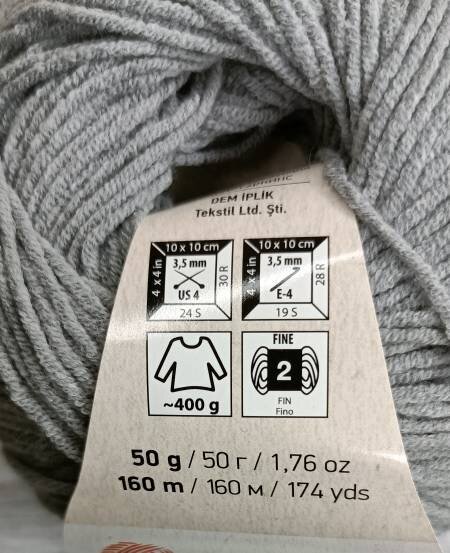 DEM İPLİK
Tekstil Ltd. Şti.
10 x 10 cm
4 x 4 in
3,5 mm
US 4
30 R
24 S
10 x 10 cm
4 x 4 in
3,5 mm
E-4
28 R
19 S
~400 g
FINE
2
FIN
Fino
50 g / 50 г / 1,76 oz
160 m / 160 м / 174 yds